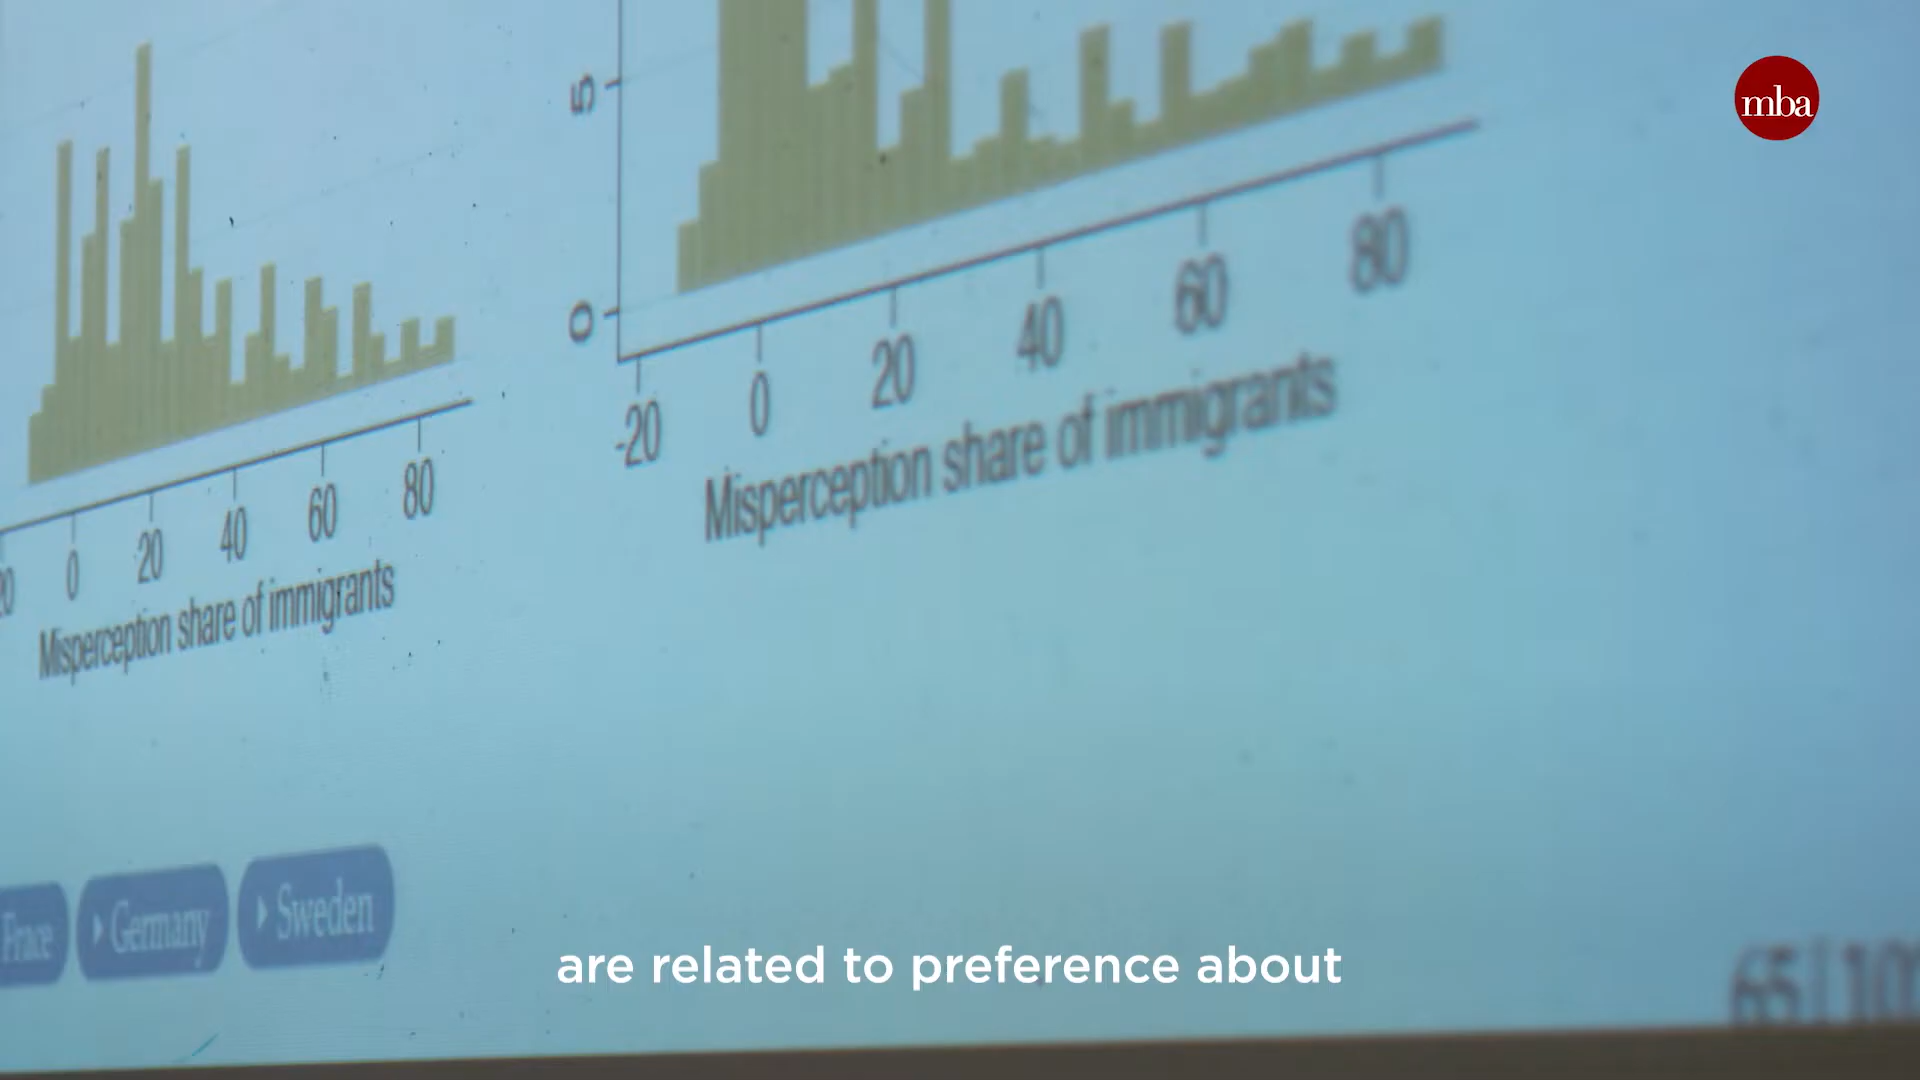 mba
5
0
-20
0
20
40
60
80
Misperception share of immigrants
0
20
40
60
80
Misperception share of immigrants
Germany
Sweden
are related to preference about